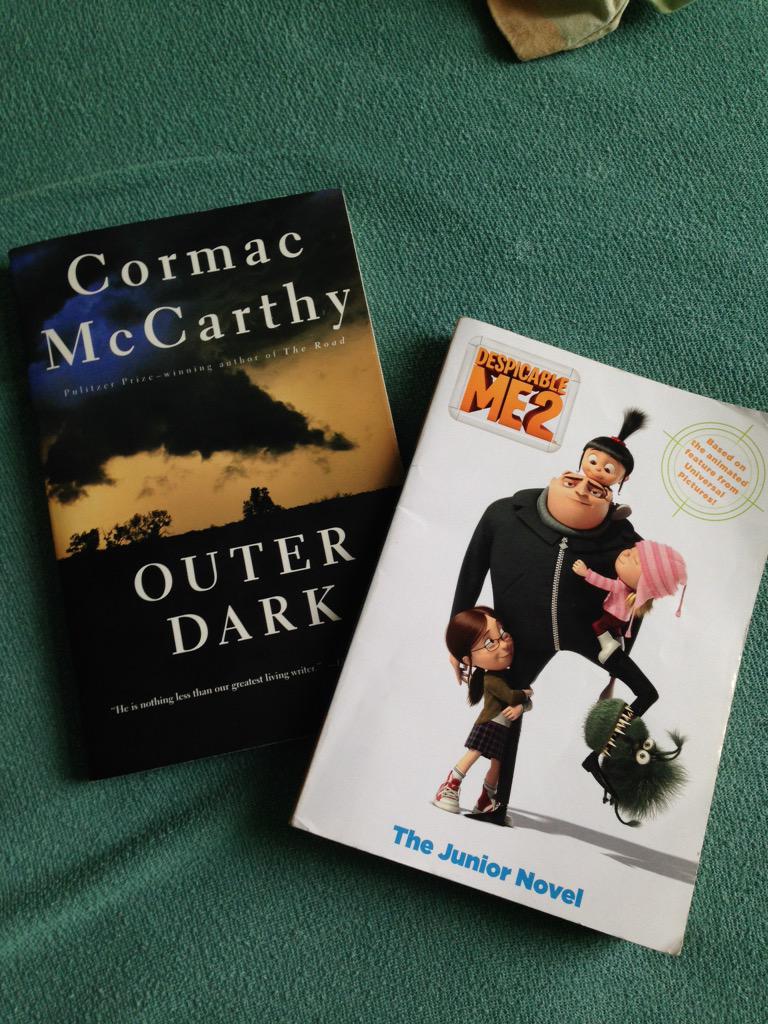 Cormac
McCarthy
Pulitzer Prize–winning author of The Road
OUTER
DARK
"He is nothing less than our greatest living writer."
DESPICABLE
ME2
Based on
the animated
feature from
Universal
Pictures!
The Junior Novel